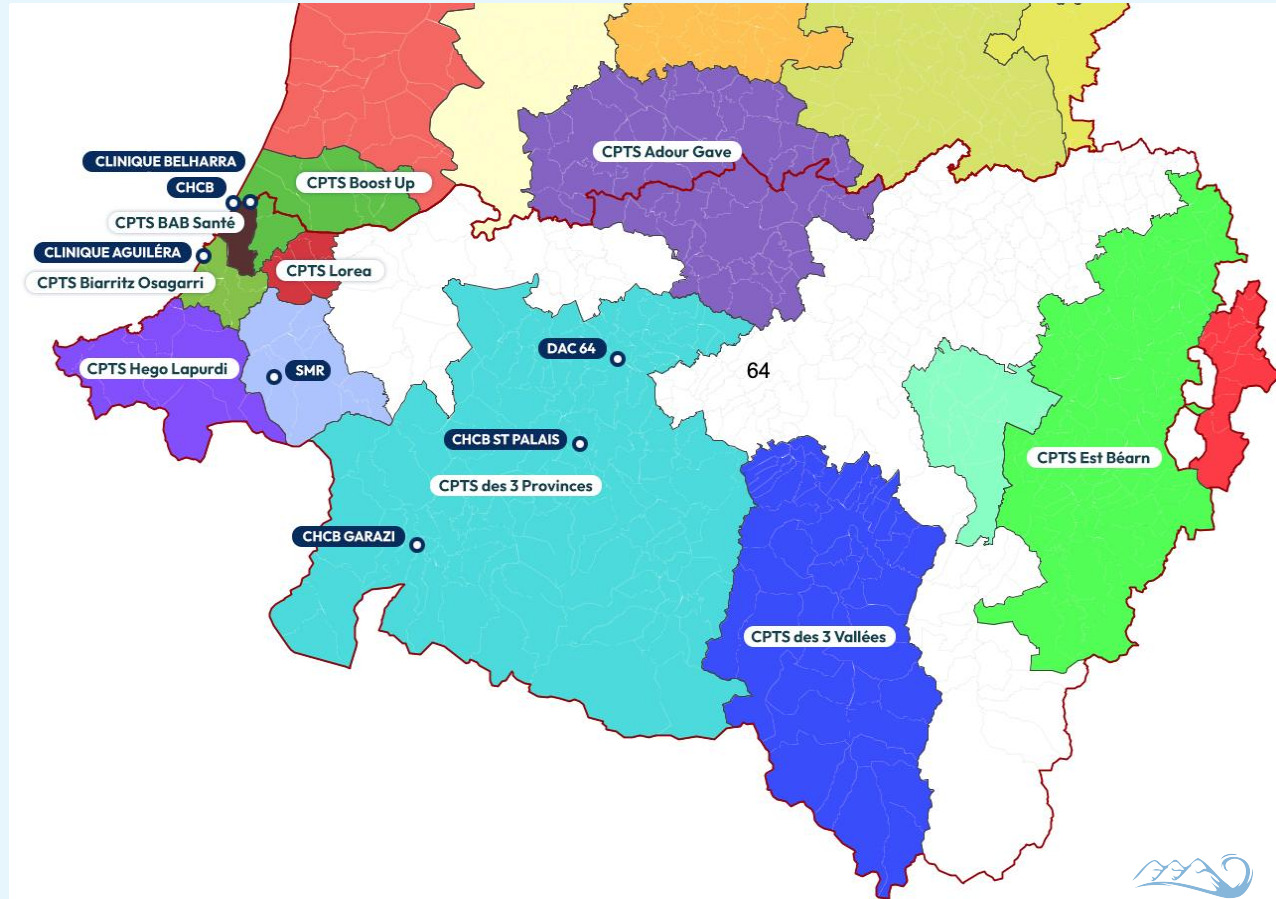 CLINIQUE BELHARRA
CPTS Adour Gave
CHCB
CPTS Boost Up
CPTS BAB Santé
CLINIQUE AGUILÉRA
CPTS Lorea
CPTS Biarritz Osagarri
DAC 64
CPTS Hego Lapurdi
SMR
64
CHCB ST PALAIS
CPTS Est Béarn
CPTS des 3 Provinces
CHCB GARAZI
CPTS des 3 Vallées